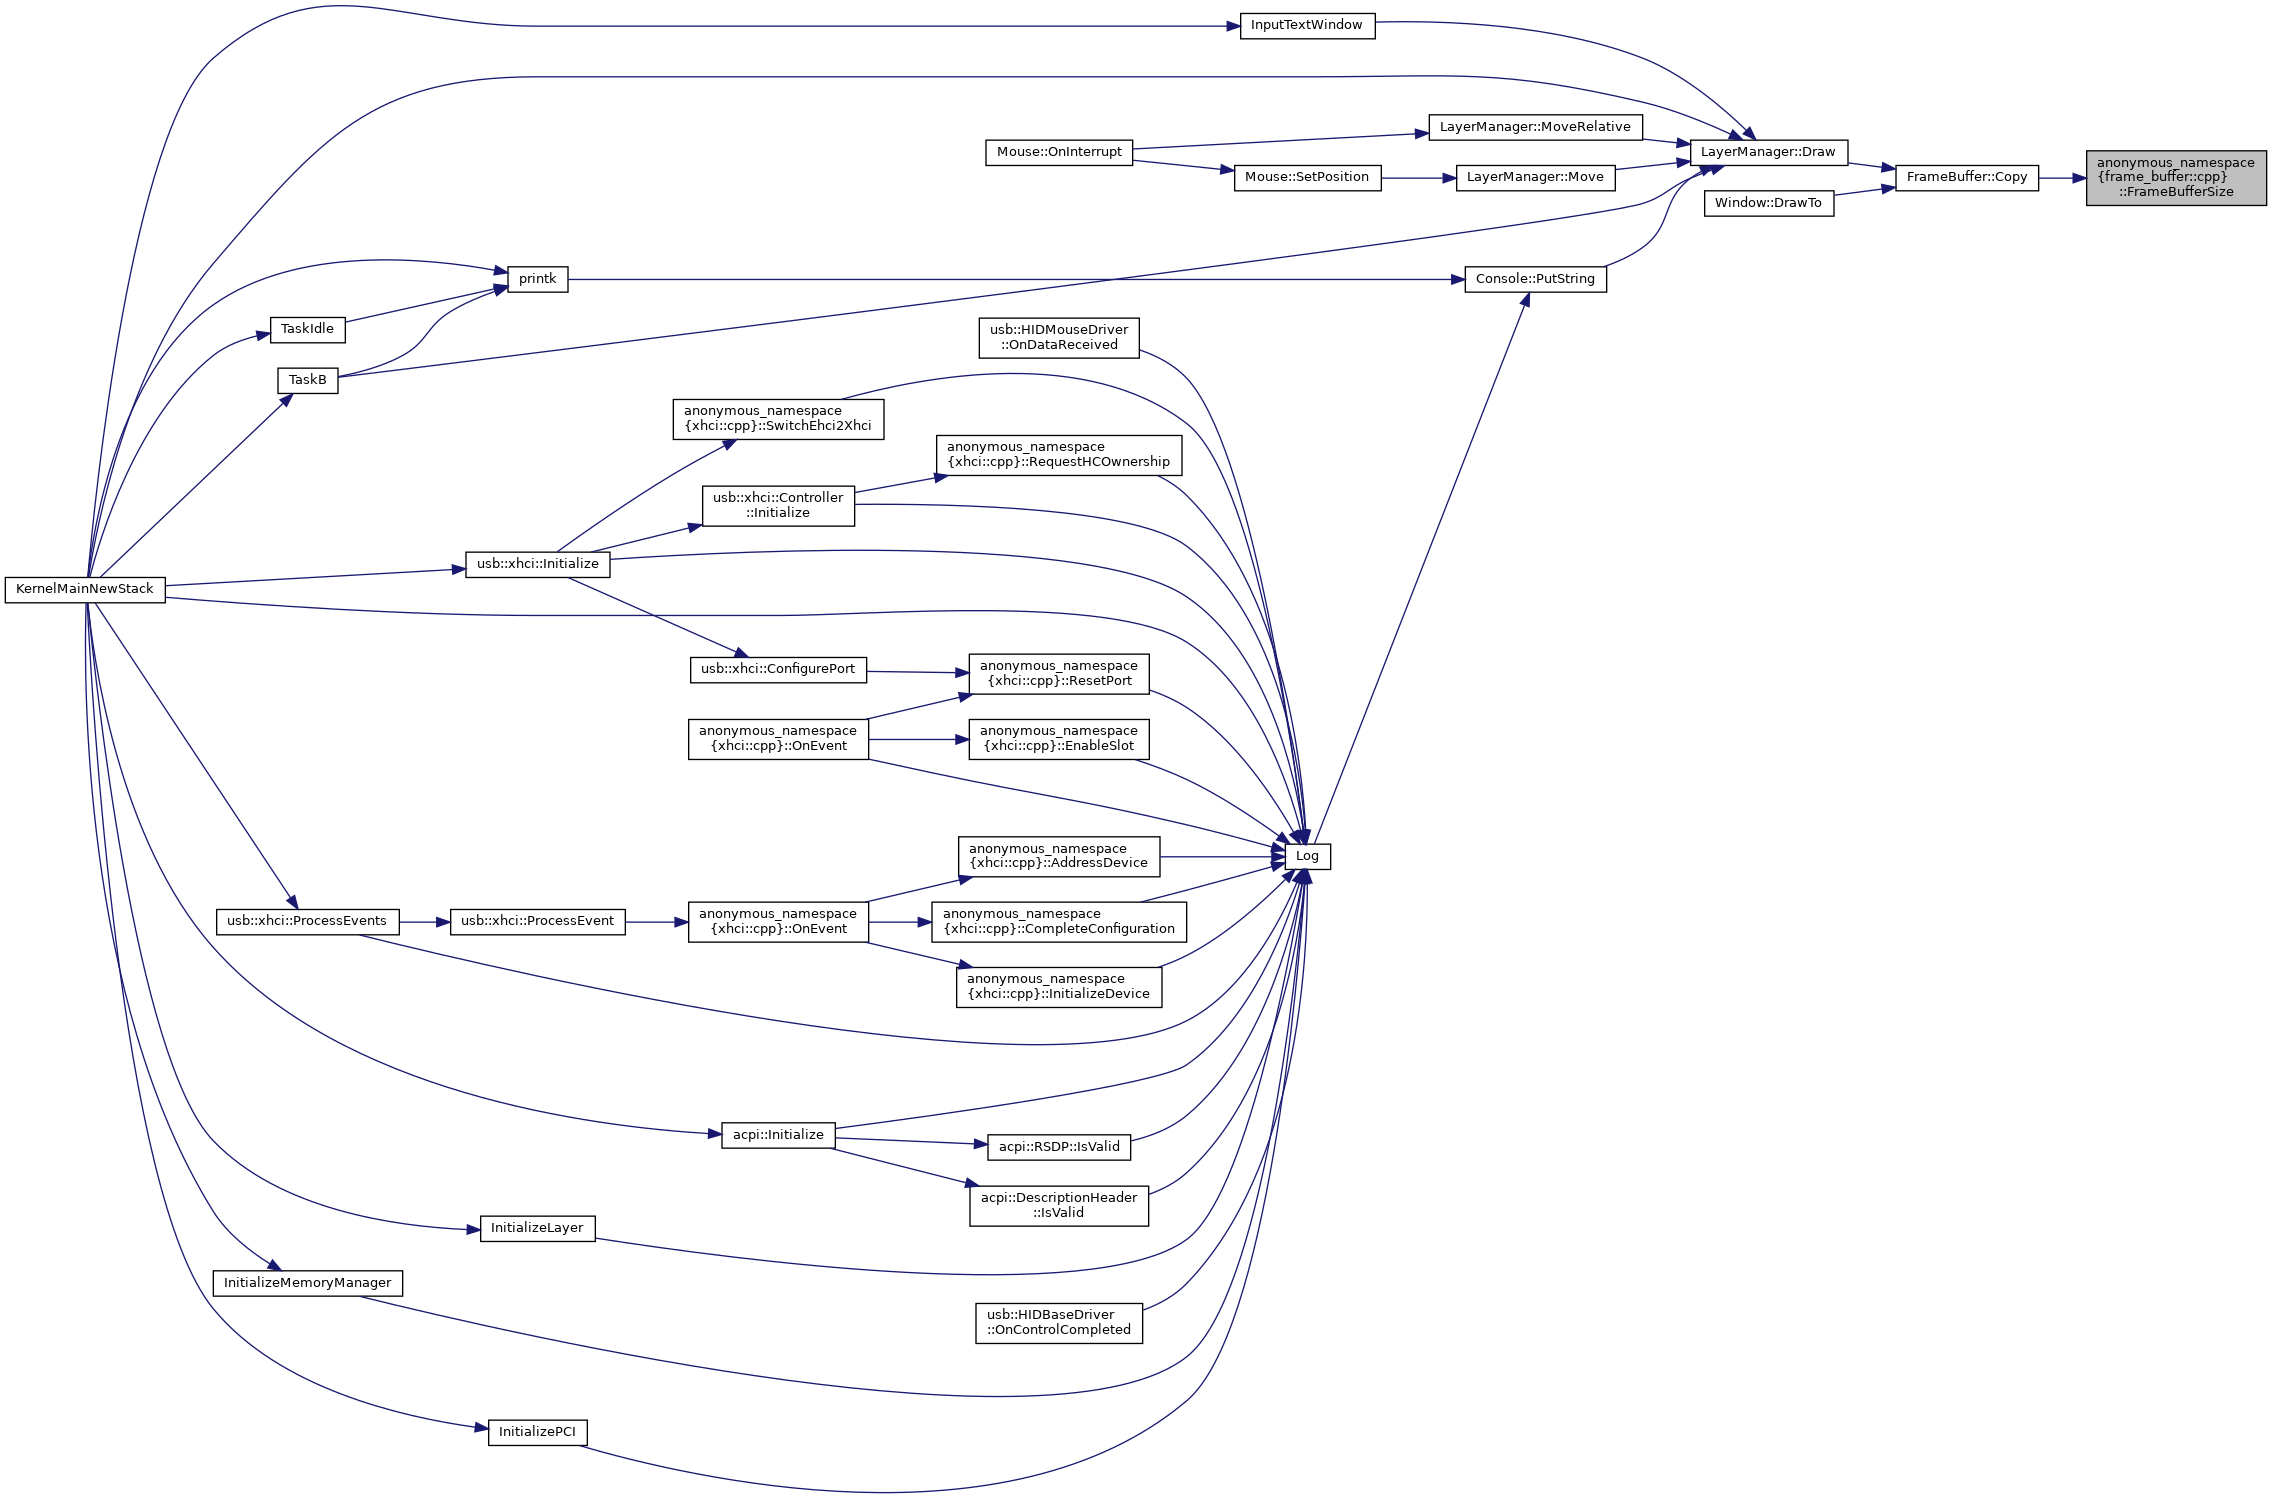 InputTextWindow
LayerManager::MoveRelative
Mouse::OnInterrupt
LayerManager::Draw
anonymous_namespace
{frame_buffer::cpp}
::FrameBufferSize
Mouse::SetPosition
LayerManager::Move
FrameBuffer::Copy
Window::DrawTo
printk
Console::PutString
TaskIdle
usb::HIDMouseDriver
::OnDataReceived
TaskB
anonymous_namespace
{xhci::cpp}::SwitchEhci2Xhci
anonymous_namespace
{xhci::cpp}::RequestHCOwnership
usb::xhci::Controller
::Initialize
usb::xhci::Initialize
KernelMainNewStack
usb::xhci::ConfigurePort
anonymous_namespace
{xhci::cpp}::ResetPort
anonymous_namespace
{xhci::cpp}::OnEvent
anonymous_namespace
{xhci::cpp}::EnableSlot
Log
anonymous_namespace
{xhci::cpp}::AddressDevice
usb::xhci::ProcessEvents
usb::xhci::ProcessEvent
anonymous_namespace
{xhci::cpp}::OnEvent
anonymous_namespace
{xhci::cpp}::CompleteConfiguration
anonymous_namespace
{xhci::cpp}::InitializeDevice
acpi::Initialize
acpi::RSDP::IsValid
acpi::DescriptionHeader
::IsValid
InitializeLayer
InitializeMemoryManager
usb::HIDBaseDriver
::OnControlCompleted
InitializePCI